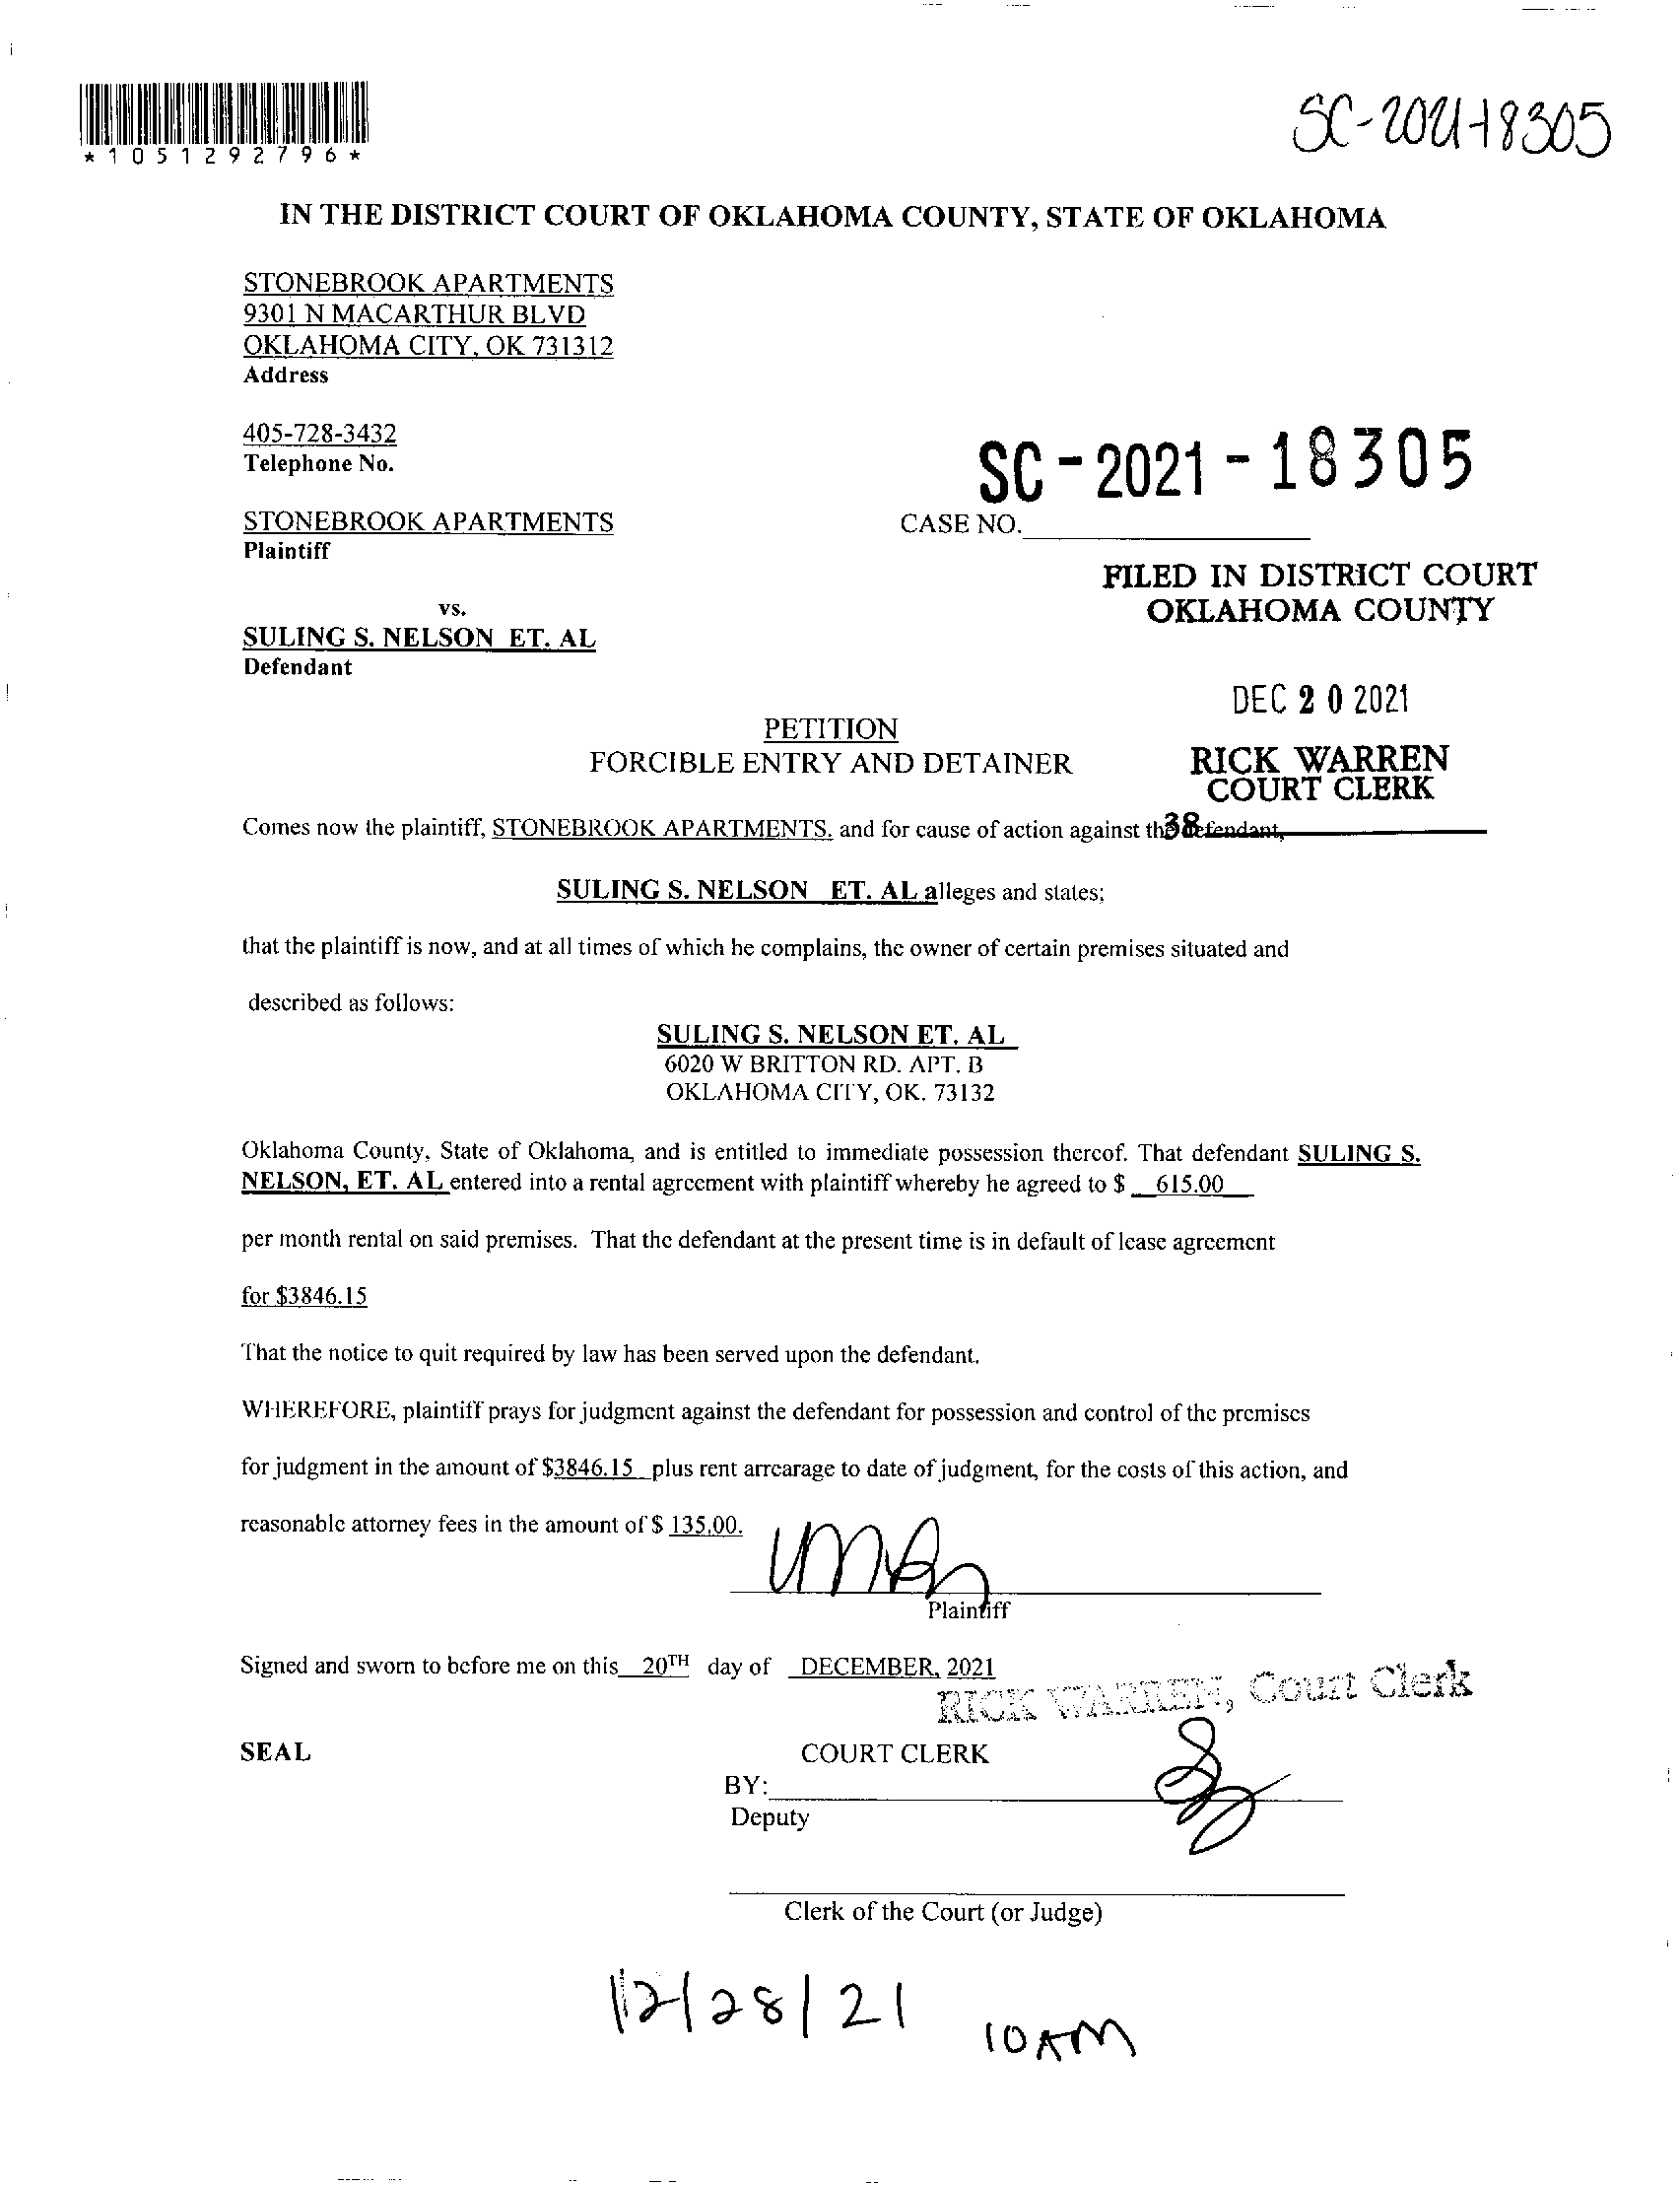 SC-2021-18305
*1051292796*
IN THE DISTRICT COURT OF OKLAHOMA COUNTY, STATE OF OKLAHOMA
STONEBROOK APARTMENTS
9301 N MACARTHUR BLVD
OKLAHOMA CITY, OK 731312
Address
405-728-3432
Telephone No.
SC-2021-18305
STONEBROOK APARTMENTS
CASE NO.
Plaintiff
FILED IN DISTRICT COURT
OKLAHOMA COUNTY
vs.
SULING S. NELSON ET. AL
Defendant
DEC 20 2021
PETITION
FORCIBLE ENTRY AND DETAINER
RICK WARREN
COURT CLERK
Comes now the plaintiff, STONEBROOK APARTMENTS. and for cause of action against the defendant,
38
SULING S. NELSON ET. AL alleges and states;
that the plaintiff is now, and at all times of which he complains, the owner of certain premises situated and
described as follows:
SULING S. NELSON ET. AL
6020 W BRITTON RD. APT. B
OKLAHOMA CITY, OK. 73132
Oklahoma County, State of Oklahoma, and is entitled to immediate possession thereof. That defendant SULING S.
NELSON, ET. AL entered into a rental agreement with plaintiff whereby he agreed to $ 615.00
per month rental on said premises. That the defendant at the present time is in default of lease agreement
for $3846.15
That the notice to quit required by law has been served upon the defendant.
WHEREFORE, plaintiff prays for judgment against the defendant for possession and control of the premises
for judgment in the amount of $3846.15 plus rent arrearage to date of judgment, for the costs of this action, and
reasonable attorney fees in the amount of $ 135.00.
Plaintiff
Signed and sworn to before me on this 20TH day of DECEMBER, 2021
RICK WARREN, Court Clerk
SEAL
COURT CLERK
BY:
Deputy
Clerk of the Court (or Judge)
12/28/21
10AM